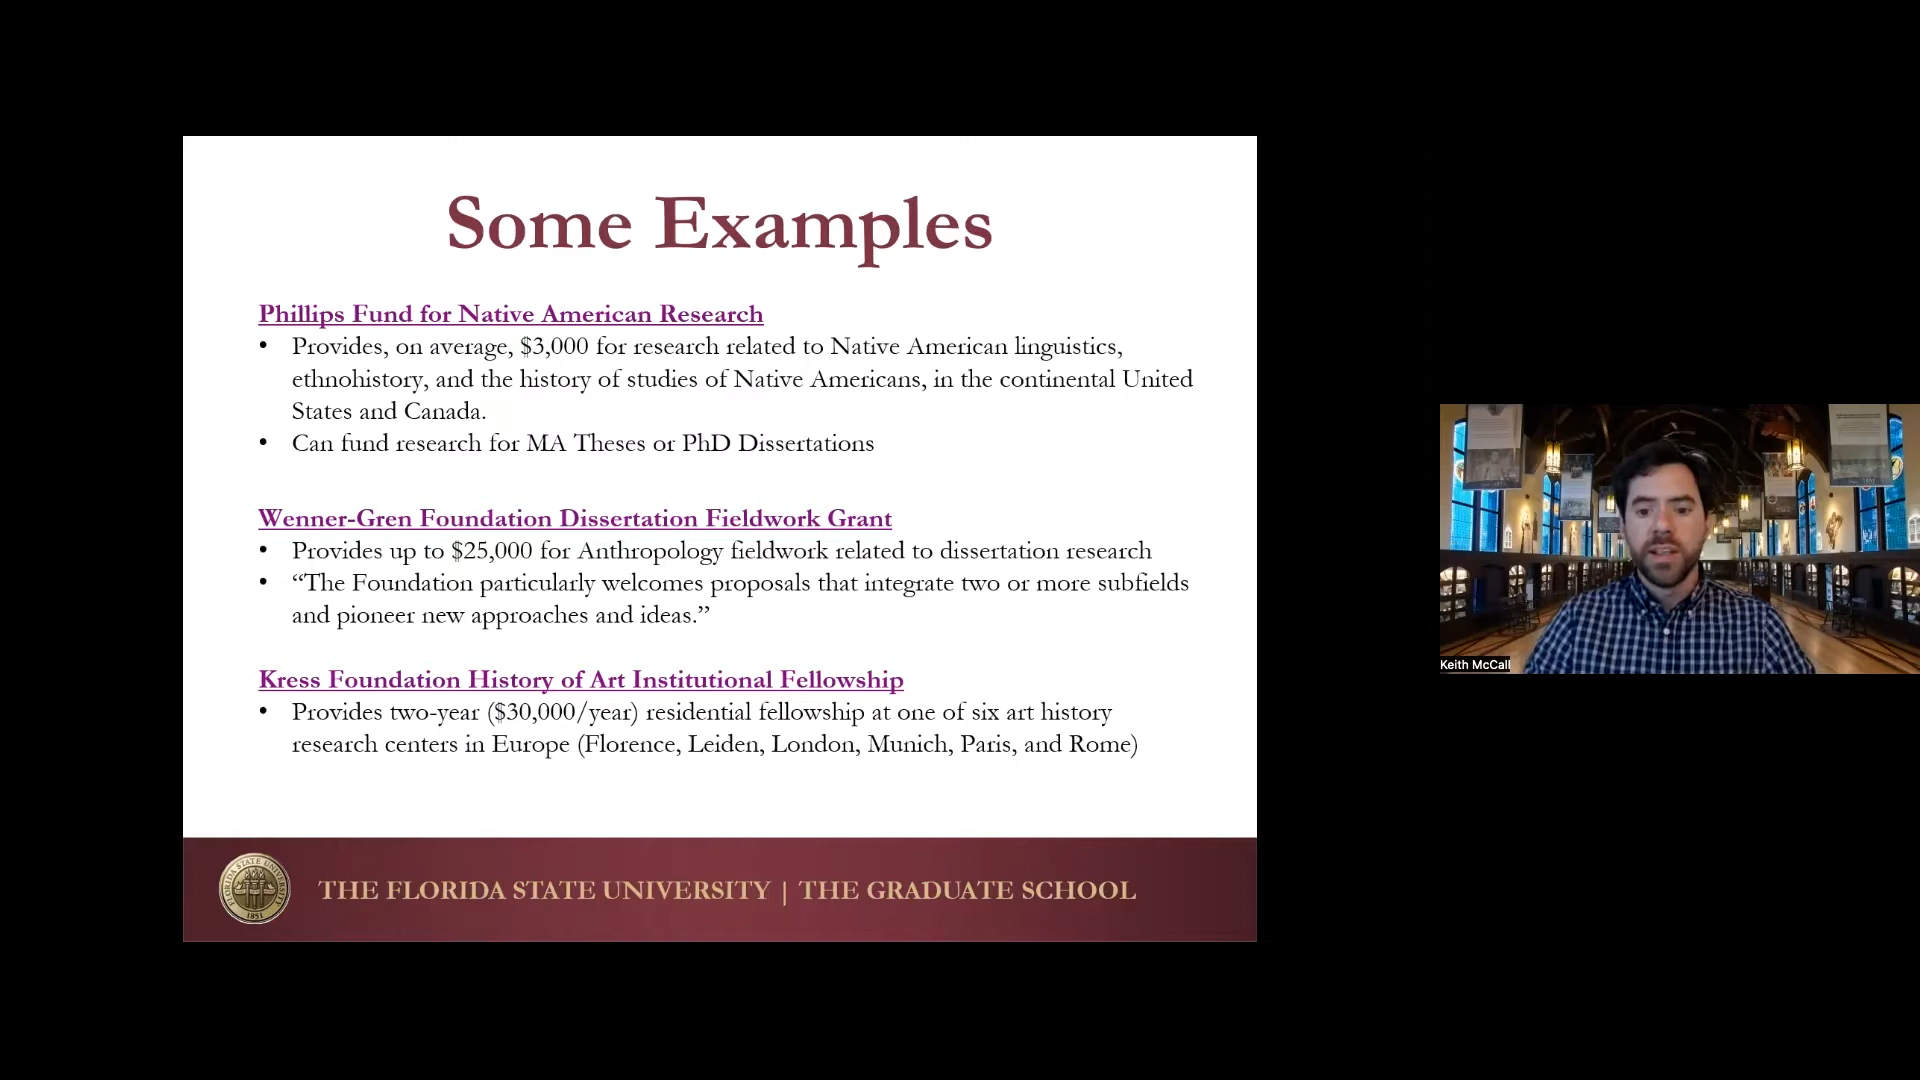 Some Examples
Phillips Fund for Native American Research
• Provides, on average, $3,000 for research related to Native American linguistics,
ethnohistory, and the history of studies of Native Americans, in the continental United
States and Canada.
• Can fund research for MA Theses or PhD Dissertations
Wenner-Gren Foundation Dissertation Fieldwork Grant
• Provides up to $25,000 for Anthropology fieldwork related to dissertation research
• “The Foundation particularly welcomes proposals that integrate two or more subfields
and pioneer new approaches and ideas.”
Kress Foundation History of Art Institutional Fellowship
• Provides two-year ($30,000/year) residential fellowship at one of six art history
research centers in Europe (Florence, Leiden, London, Munich, Paris, and Rome)
FLORIDA STATE UNIVERSITY
1851
THE FLORIDA STATE UNIVERSITY | THE GRADUATE SCHOOL
Keith McCall